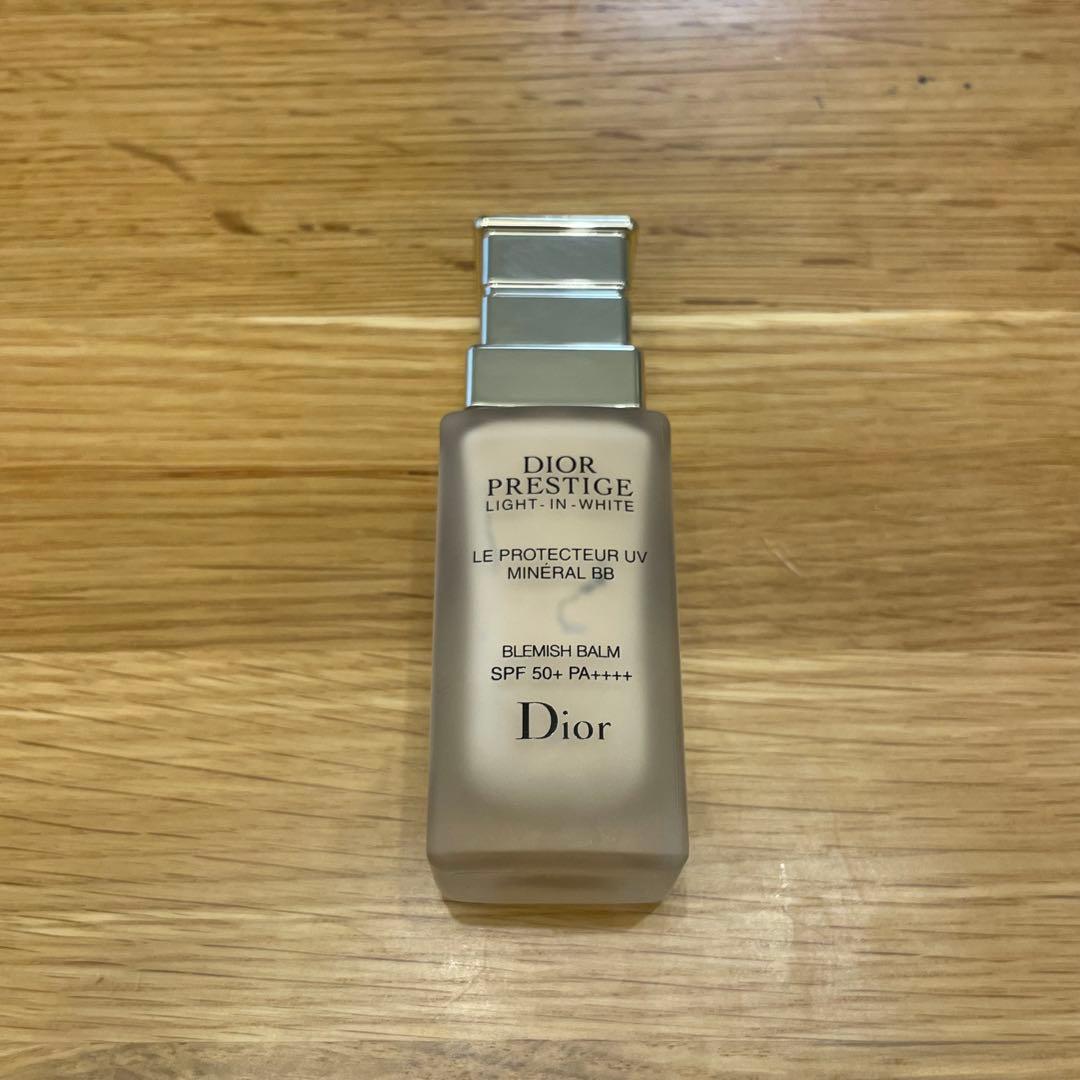 DIOR
PRESTIGE
LIGHT-IN-WHITE
LE PROTECTEUR UV
MINÉRAL BB
BLEMISH BALM
SPF 50+ PA++++
Dior